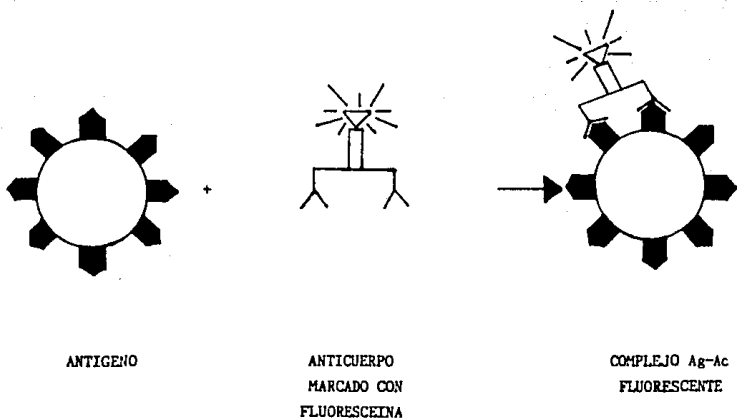 +
ANTIGENO
ANTICUERPO
MARCADO CON
FLUORESCEINA
COMPLEJO Ag-Ac
FLUORESCENTE